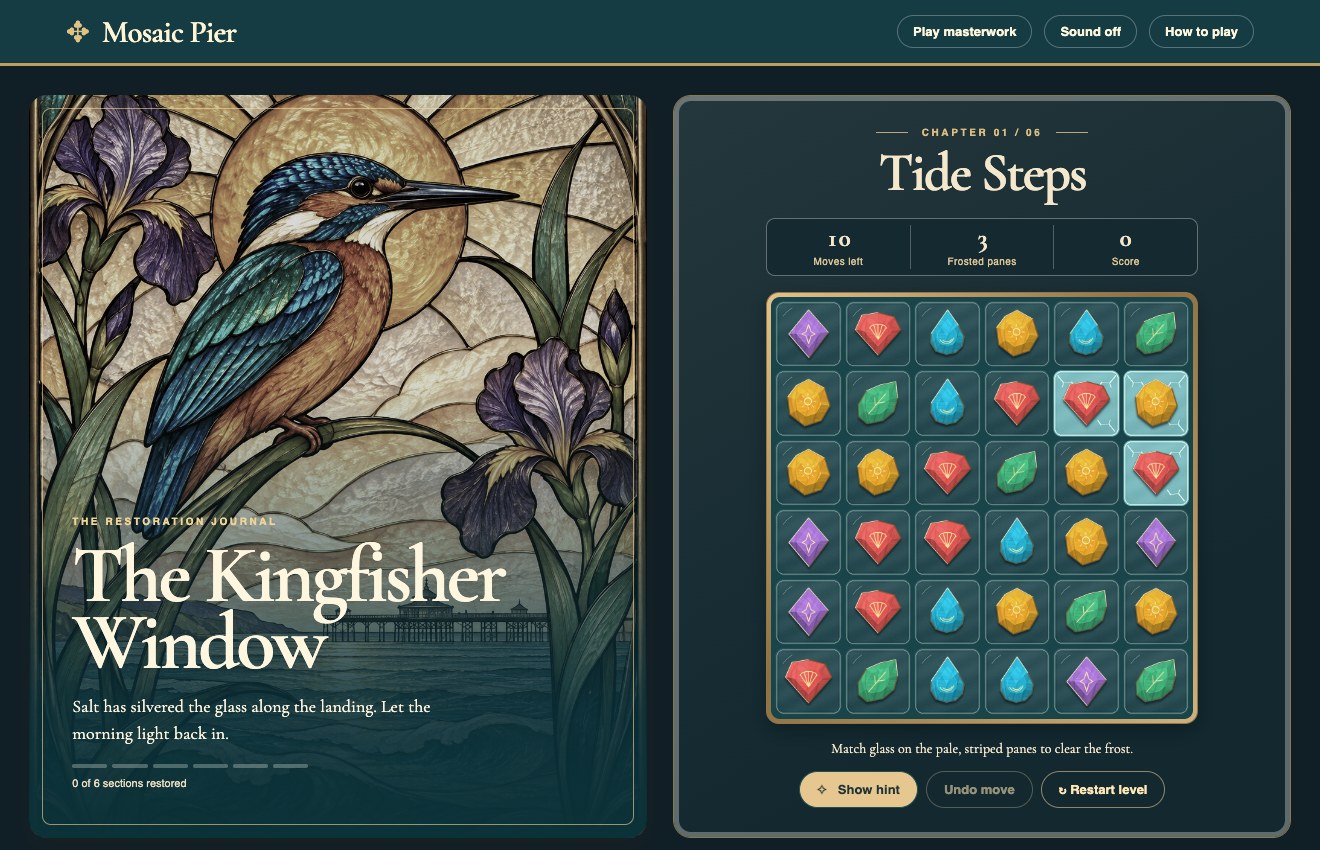 Mosaic Pier
Play masterwork
Sound off
How to play
THE RESTORATION JOURNAL
The Kingfisher
Window
Salt has silvered the glass along the landing. Let the
morning light back in.
0 of 6 sections restored
CHAPTER 01 / 06
Tide Steps
10
Moves left
3
Frosted panes
0
Score
Match glass on the pale, striped panes to clear the frost.
Show hint
Undo move
↻ Restart level